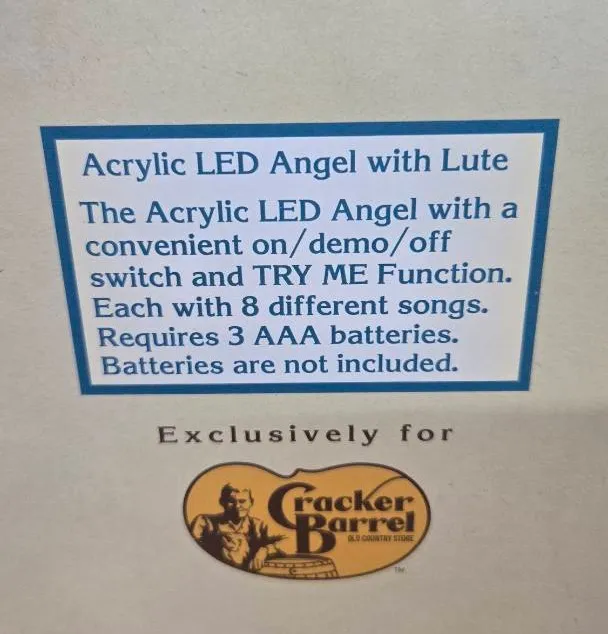 Acrylic LED Angel with Lute
The Acrylic LED Angel with a
convenient on/demo/off
switch and TRY ME Function.
Each with 8 different songs.
Requires 3 AAA batteries.
Batteries are not included.
Exclusively for
Cracker
Barrel
OLD COUNTRY STORE
TM